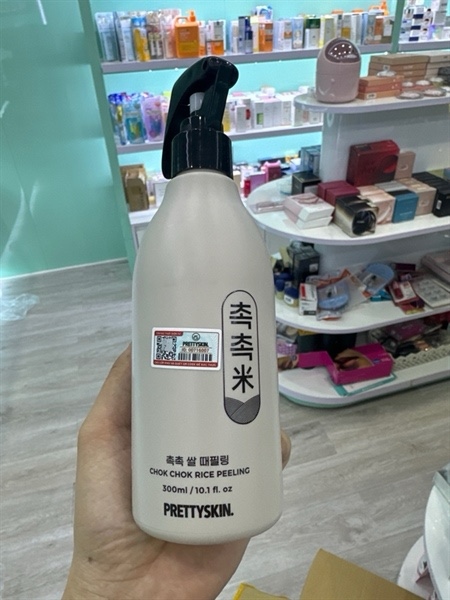 촉
촉
米
PRETTYSKIN.
촉촉 쌀 때필링
CHOK CHOK RICE PEELING
300ml / 10.1 fl. oz
PRETTYSKIN.